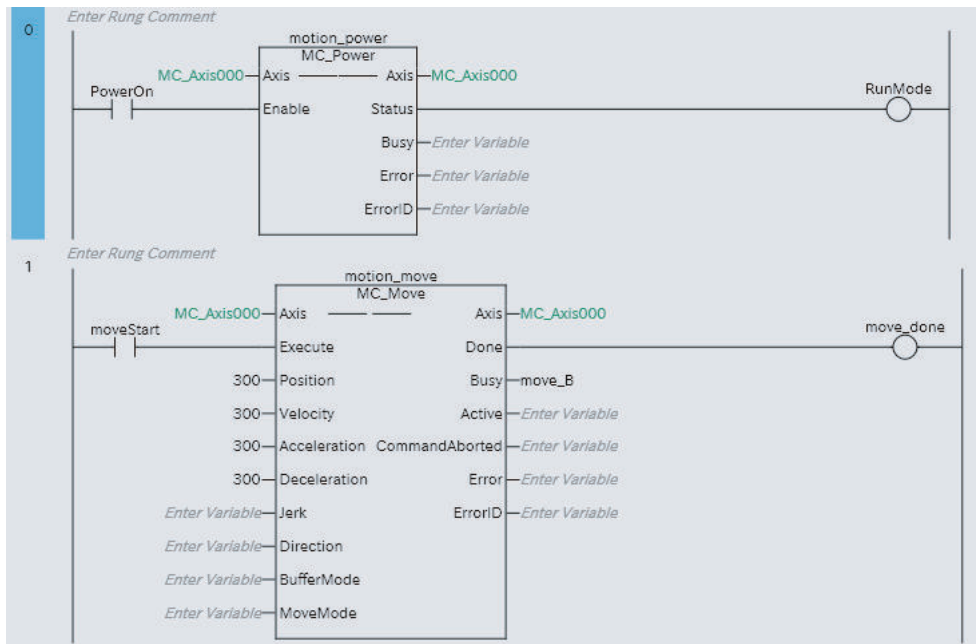 Enter Rung Comment
0
motion_power
MC_Power
MC_Axis000 Axis Axis MC_Axis000
PowerOn RunMode
Enable Status
Busy Enter Variable
Error Enter Variable
ErrorID Enter Variable
Enter Rung Comment
1
motion_move
MC_Move
MC_Axis000 Axis Axis MC_Axis000
moveStart move_done
Execute Done
300 Position Busy move_B
300 Velocity Active Enter Variable
300 Acceleration CommandAborted Enter Variable
300 Deceleration Error Enter Variable
Enter Variable Jerk ErrorID Enter Variable
Enter Variable Direction
Enter Variable BufferMode
Enter Variable MoveMode